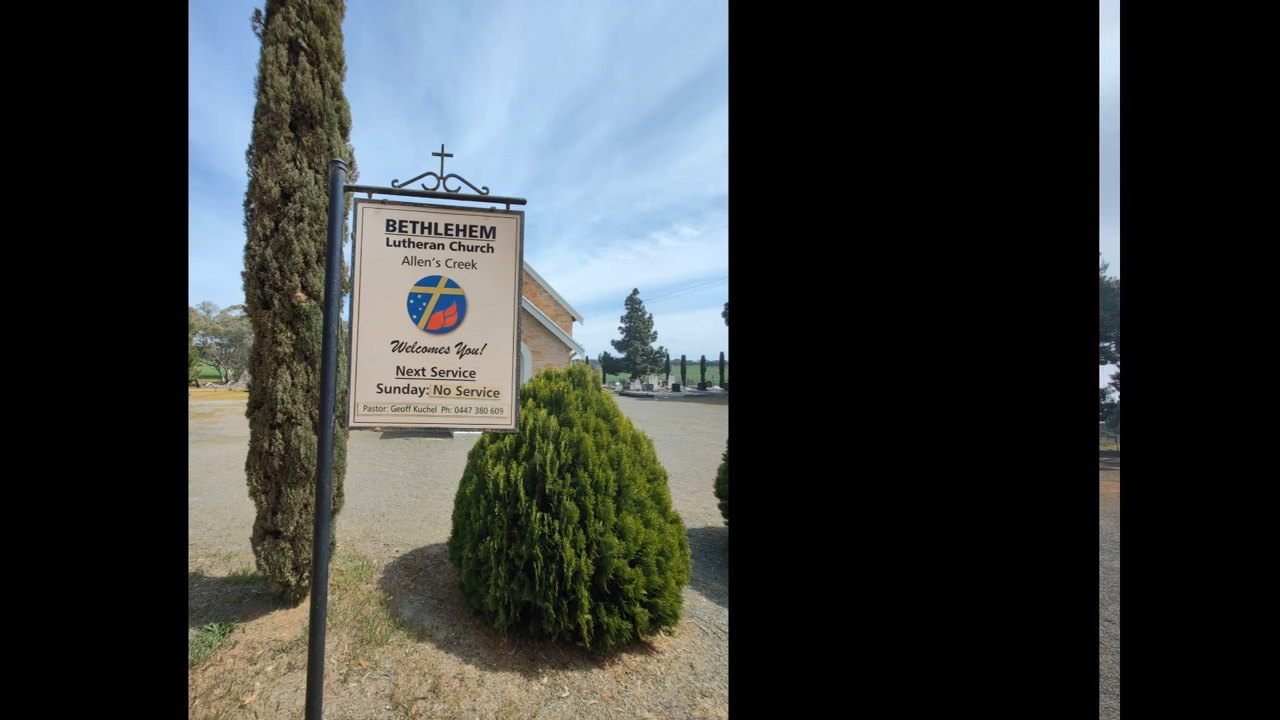 BETHLEHEM
Lutheran Church
Allen's Creek
Welcomes You!
Next Service
Sunday: No Service
Pastor: Geoff Kuchel Ph: 0447 380 609